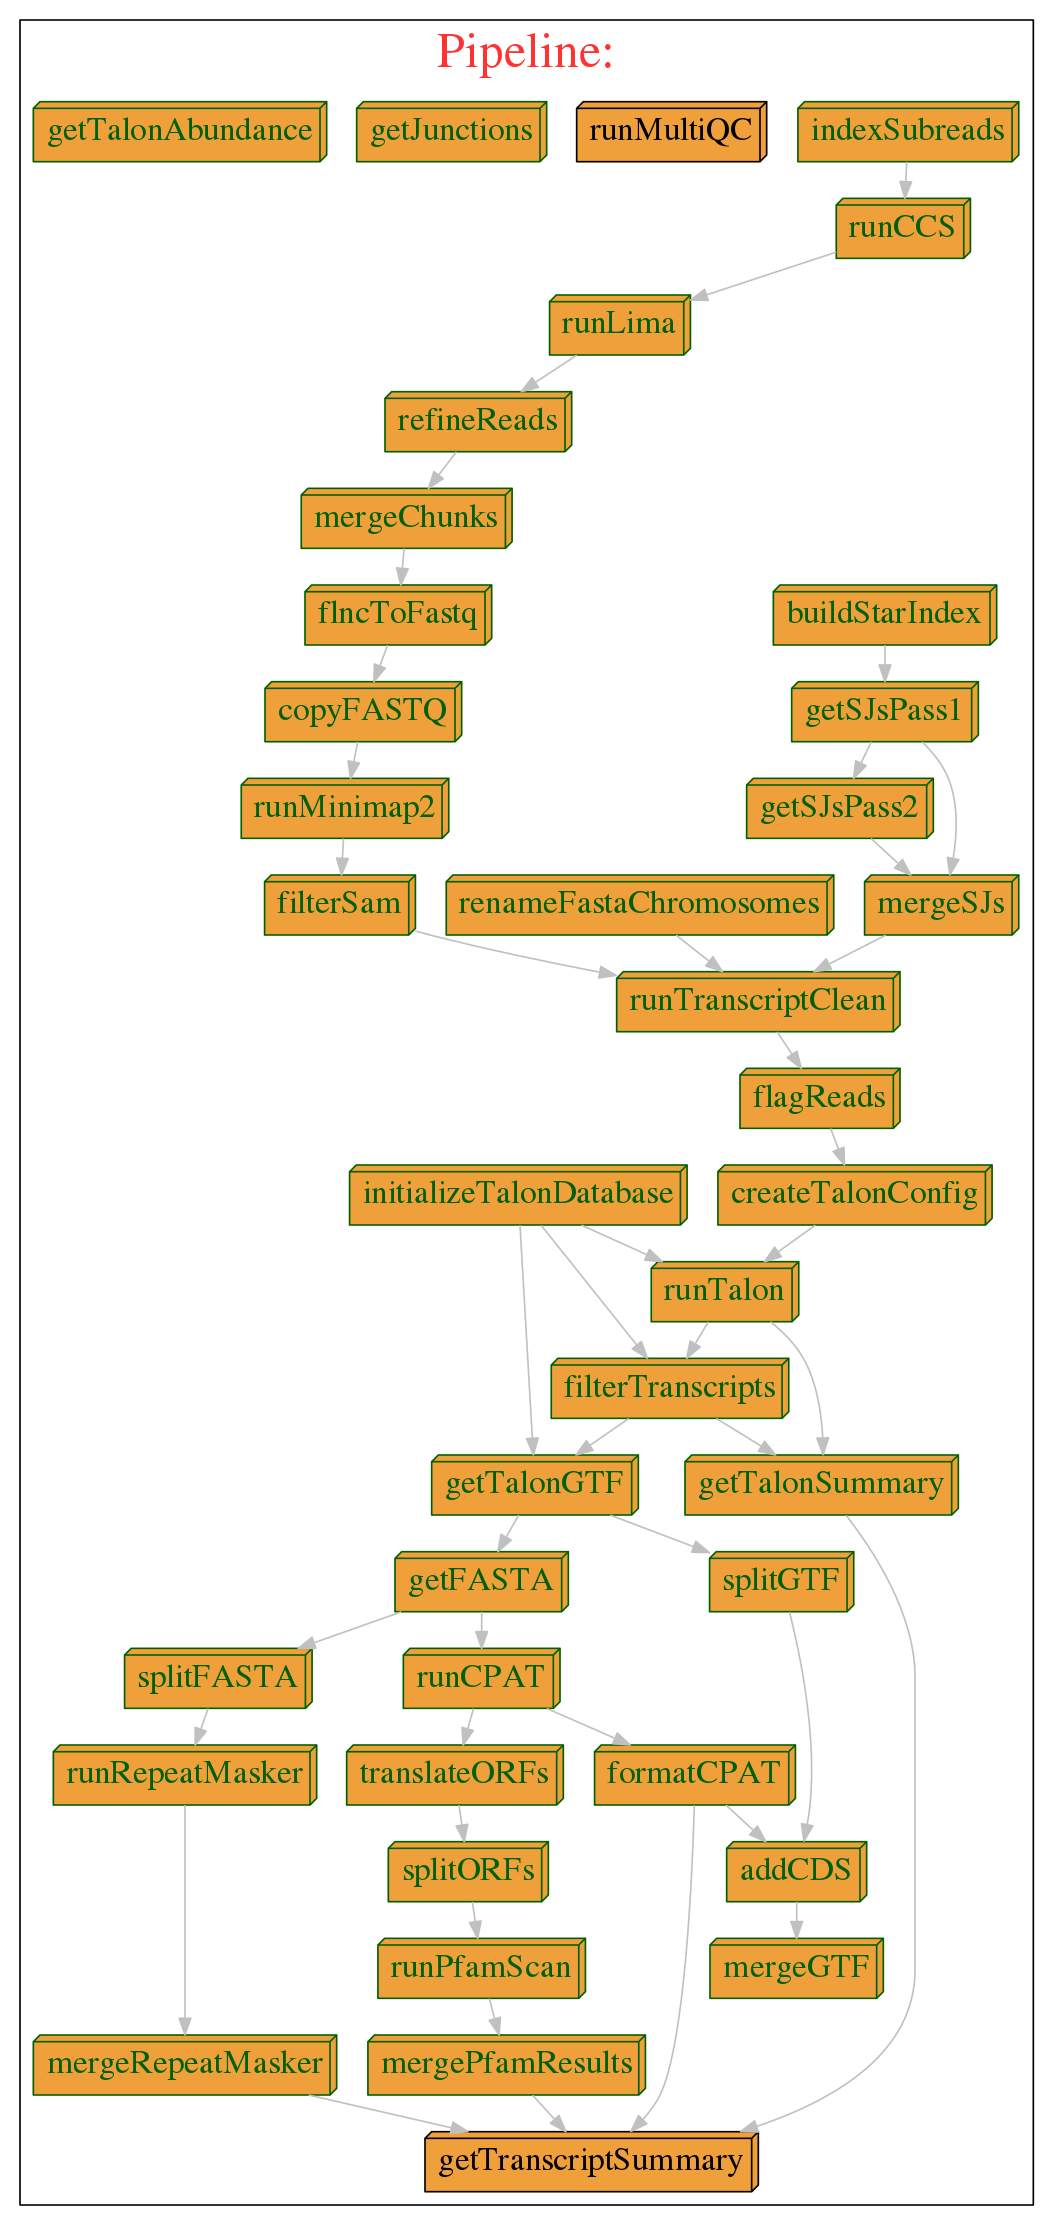 Pipeline:
getTalonAbundance
getJunctions
runMultiQC
indexSubreads
runCCS
runLima
refineReads
mergeChunks
flncToFastq
buildStarIndex
copyFASTQ
getSJsPass1
runMinimap2
getSJsPass2
filterSam
renameFastaChromosomes
mergeSJs
runTranscriptClean
flagReads
initializeTalonDatabase
createTalonConfig
runTalon
filterTranscripts
getTalonGTF
getTalonSummary
getFASTA
splitGTF
splitFASTA
runCPAT
runRepeatMasker
translateORFs
formatCPAT
splitORFs
addCDS
runPfamScan
mergeGTF
mergeRepeatMasker
mergePfamResults
getTranscriptSummary